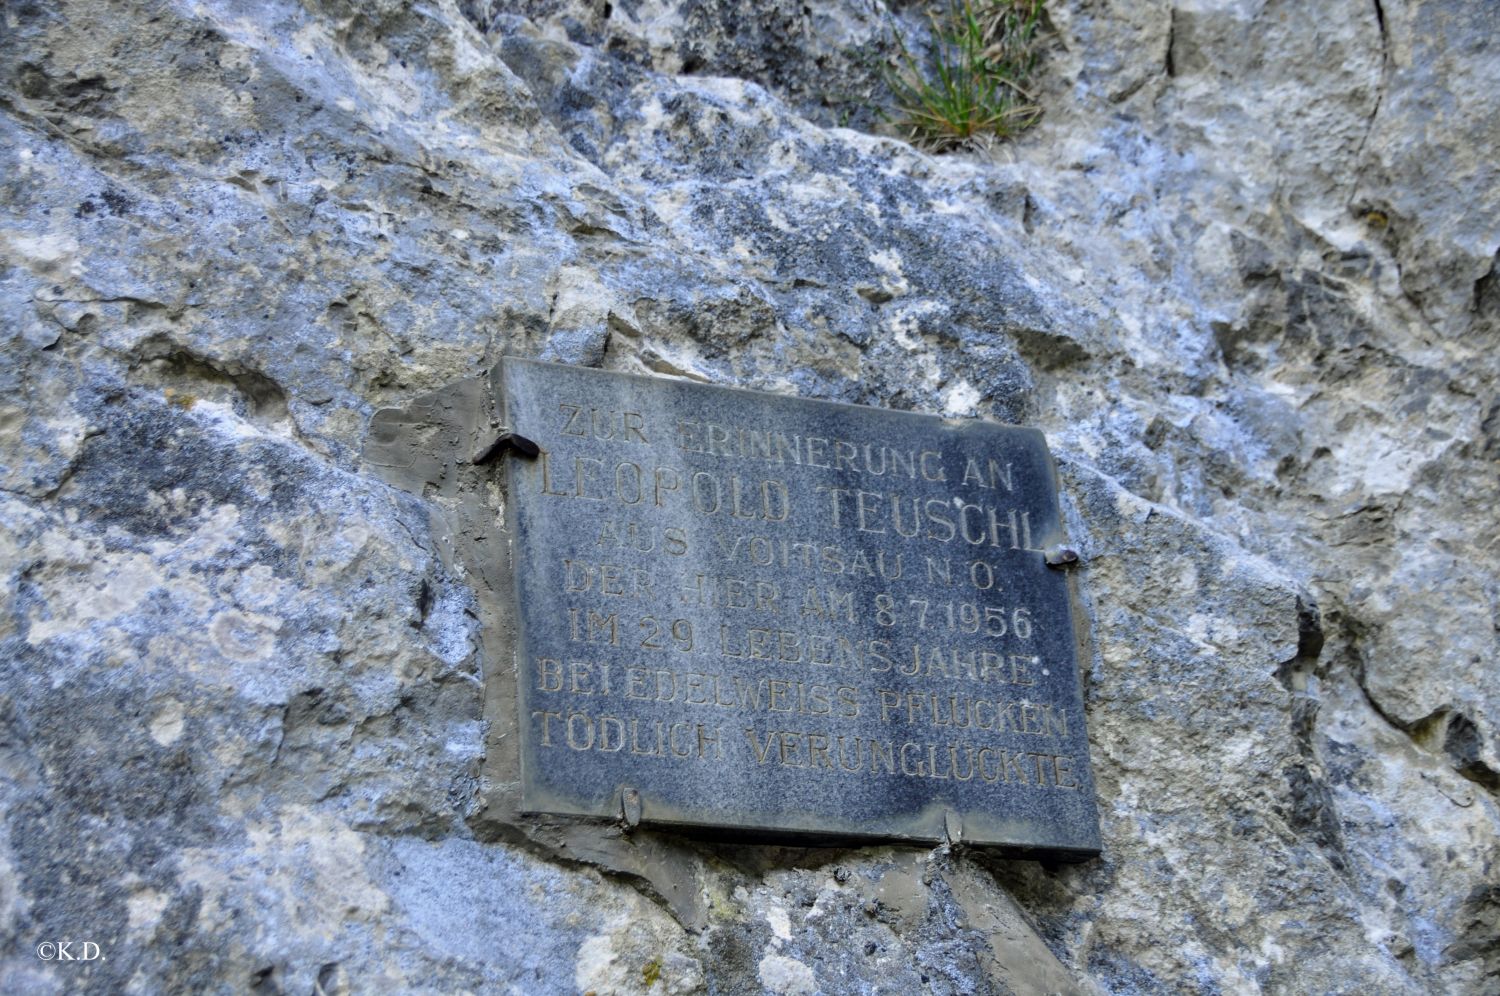 ZUR ERINNERUNG AN
LEOPOLD TEUSCHL
AUS VOITSAU N.Ö.
DER HIER AM 8.7.1956
IM 29 LEBENSJAHRE
BEI EDELWEISS PFLÜCKEN
TÖDLICH VERUNGLÜCKTE
©K.D.